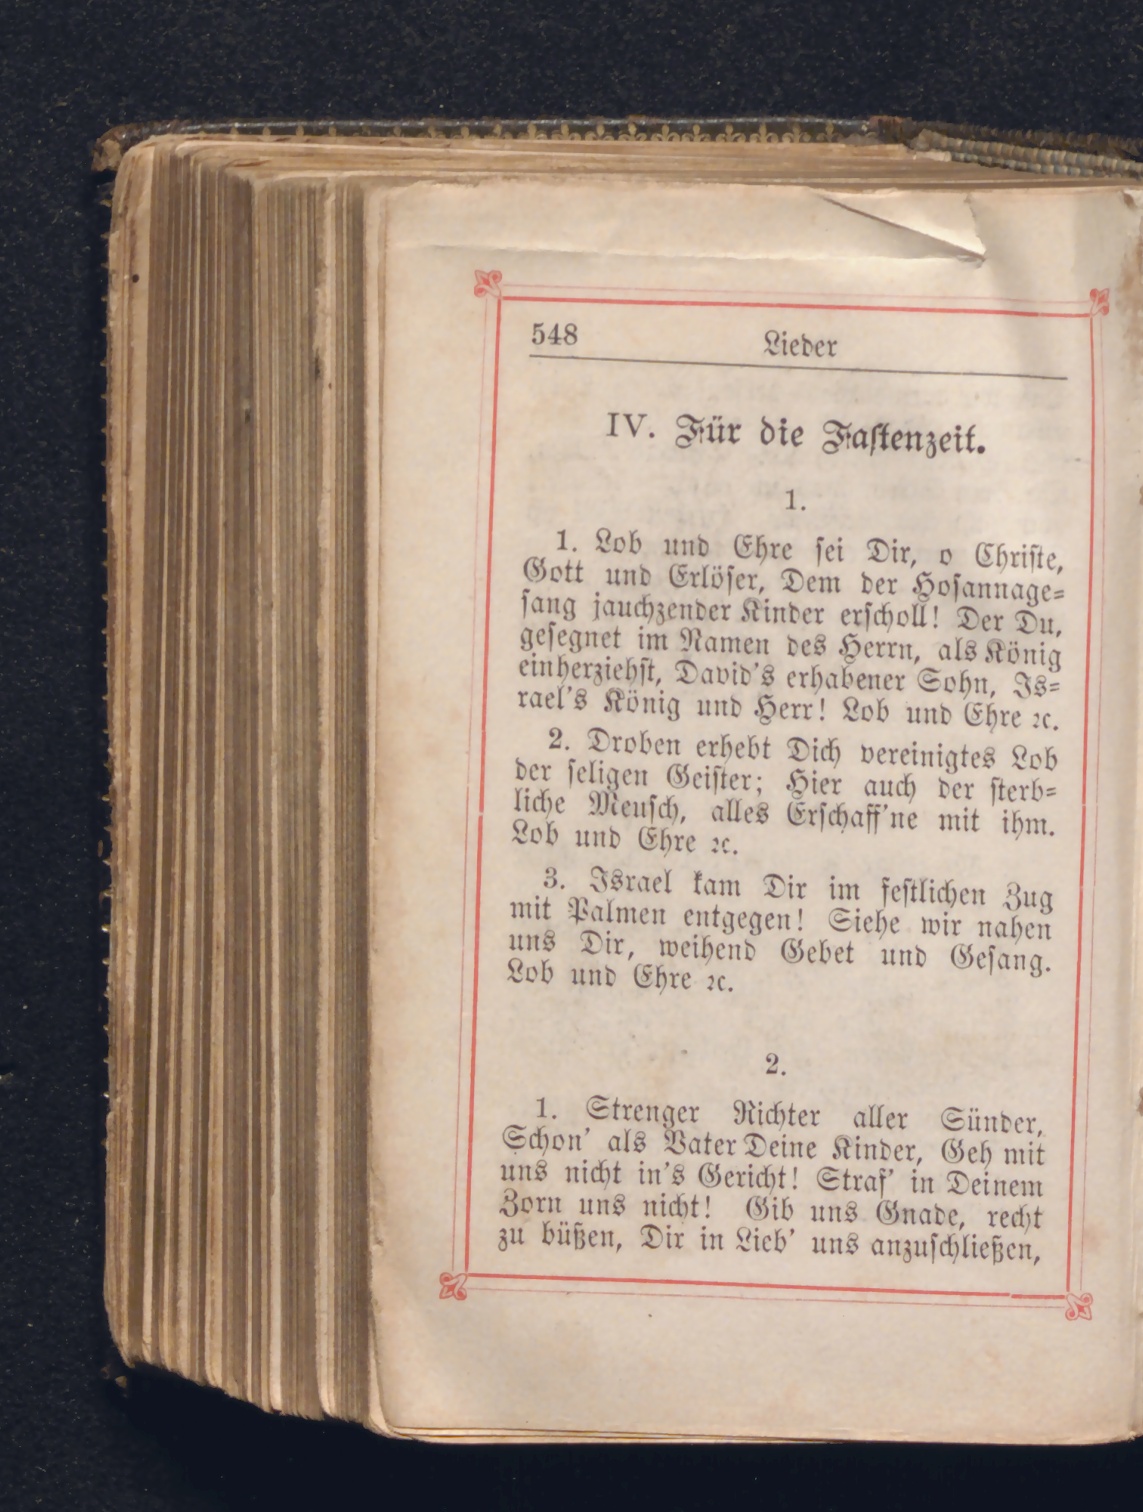 548 Lieder
IV. Für die Fastenzeit.
1.
1. Lob und Ehre sei Dir, o Christe,
Gott und Erlöser, Dem der Hosannage=
sang jauchzender Kinder erscholl! Der Du,
gesegnet im Namen des Herrn, als König
einherziehst, David's erhabener Sohn, Is=
rael's König und Herr! Lob und Ehre ꝛc.
2. Droben erhebt Dich vereinigtes Lob
der seligen Geister; Hier auch der sterb=
liche Meusch, alles Erschaff'ne mit ihm.
Lob und Ehre ꝛc.
3. Israel kam Dir im festlichen Zug
mit Palmen entgegen! Siehe wir nahen
uns Dir, weihend Gebet und Gesang.
Lob und Ehre ꝛc.
2.
1. Strenger Richter aller Sünder,
Schon' als Vater Deine Kinder, Geh mit
uns nicht in's Gericht! Straf' in Deinem
Zorn uns nicht! Gib uns Gnade, recht
zu büßen, Dir in Lieb' uns anzuschließen,